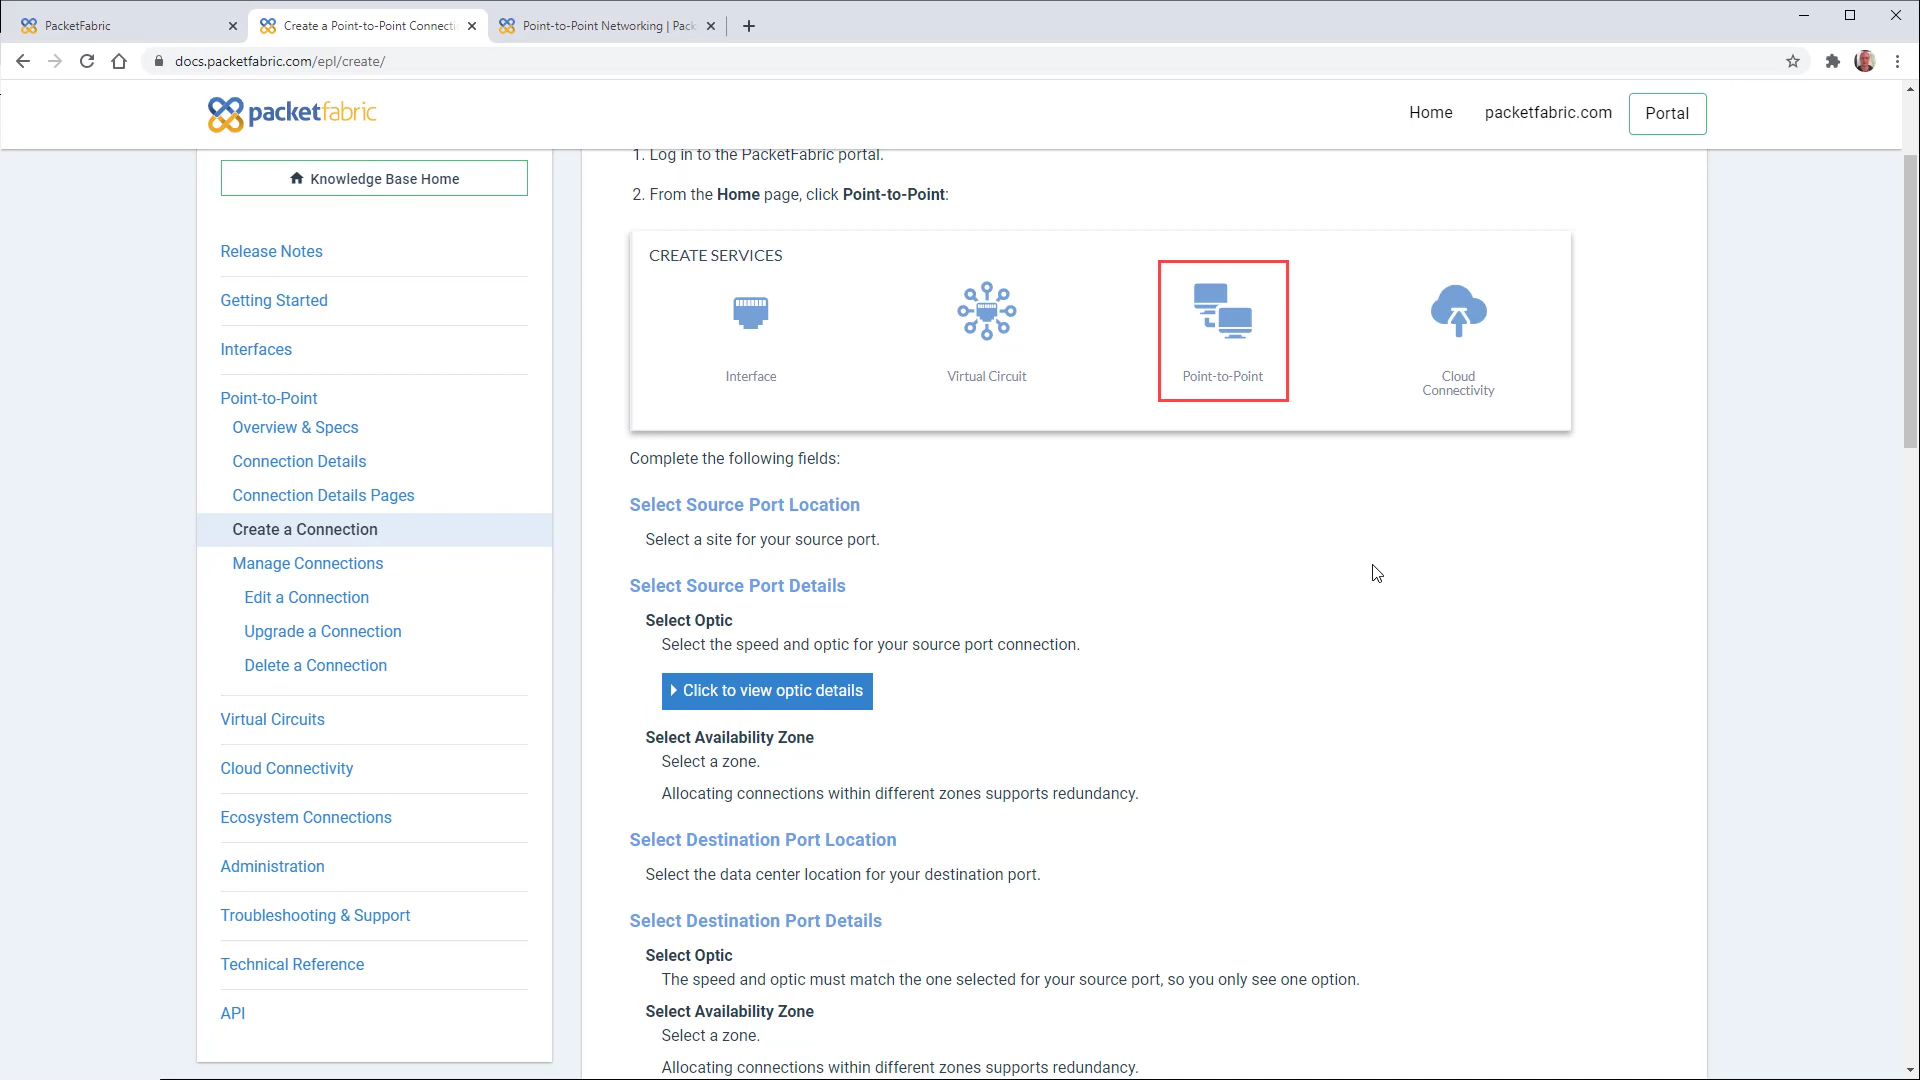 PacketFabric
Create a Point-to-Point Connecti
Point-to-Point Networking | Pack
docs.packetfabric.com/epl/create/
packetfabric
Home
packetfabric.com
Portal
Knowledge Base Home
Release Notes
Getting Started
Interfaces
Point-to-Point
Overview & Specs
Connection Details
Connection Details Pages
Create a Connection
Manage Connections
Edit a Connection
Upgrade a Connection
Delete a Connection
Virtual Circuits
Cloud Connectivity
Ecosystem Connections
Administration
Troubleshooting & Support
Technical Reference
API
1. Log in to the PacketFabric portal.
2. From the Home page, click Point-to-Point:
CREATE SERVICES
Interface
Virtual Circuit
Point-to-Point
Cloud
Connectivity
Complete the following fields:
Select Source Port Location
Select a site for your source port.
Select Source Port Details
Select Optic
Select the speed and optic for your source port connection.
Click to view optic details
Select Availability Zone
Select a zone.
Allocating connections within different zones supports redundancy.
Select Destination Port Location
Select the data center location for your destination port.
Select Destination Port Details
Select Optic
The speed and optic must match the one selected for your source port, so you only see one option.
Select Availability Zone
Select a zone.
Allocating connections within different zones supports redundancy.